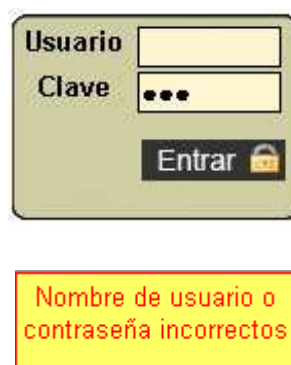 Usuario
Clave •••
Entrar
Nombre de usuario o
contraseña incorrectos